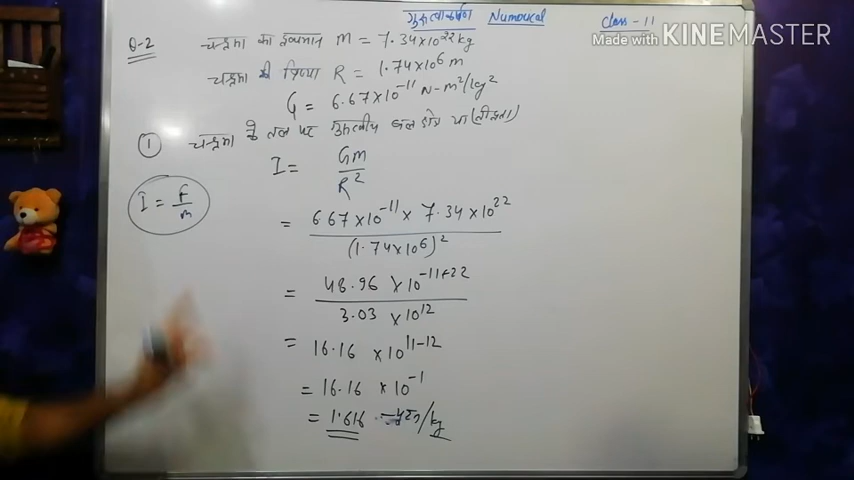 गुरुत्वाकर्षण Numerical Class - 11
Made with KINEMASTER
Q-2 चन्द्रमा का द्रव्यमान M = 7.34×10²² kg
चन्द्रमा की त्रिज्या R = 1.74×10⁶ m
G = 6.67×10⁻¹¹ N-m²/kg²
① चन्द्रमा के तल पर गुरुत्वीय क्षेत्र या (तीव्रता)
I = Gm / R²
I = F / m
= 6.67×10⁻¹¹ × 7.34×10²² / (1.74×10⁶)²
= 48.96 ×10⁻¹¹⁺²² / 3.03 ×10¹²
= 16.16 ×10¹¹⁻¹²
= 16.16 ×10⁻¹
= 1.616 /kg